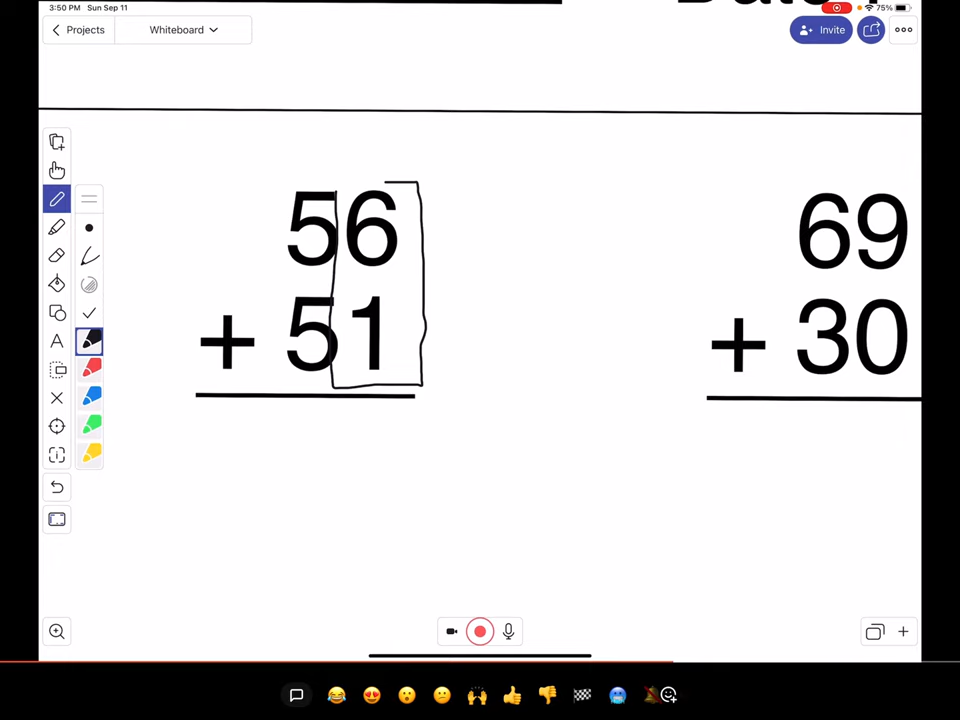 3:50 PM Sun Sep 11
75%
Projects
Whiteboard
Invite
56
+ 51
69
+ 30
A